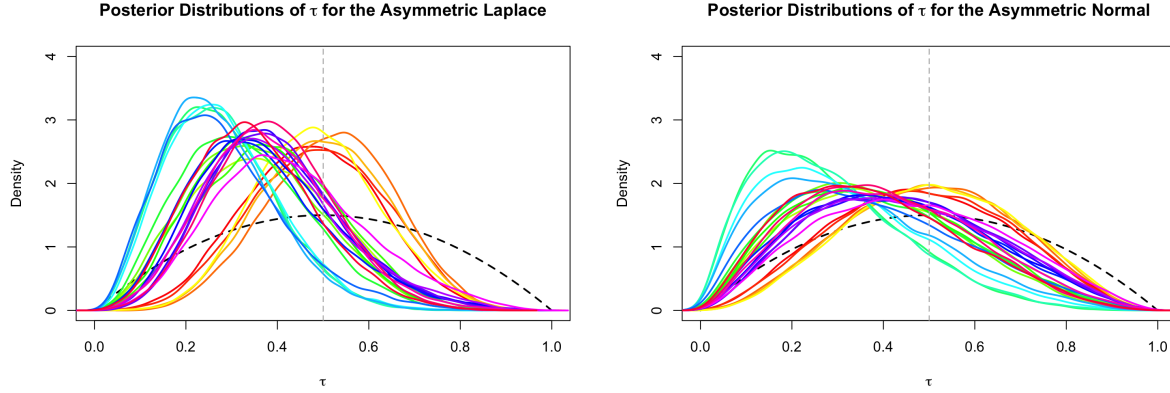 Posterior Distributions of τ for the Asymmetric Laplace
Density
4
3
2
1
0
0.0 0.2 0.4 0.6 0.8 1.0
τ
Posterior Distributions of τ for the Asymmetric Normal
Density
4
3
2
1
0
0.0 0.2 0.4 0.6 0.8 1.0
τ